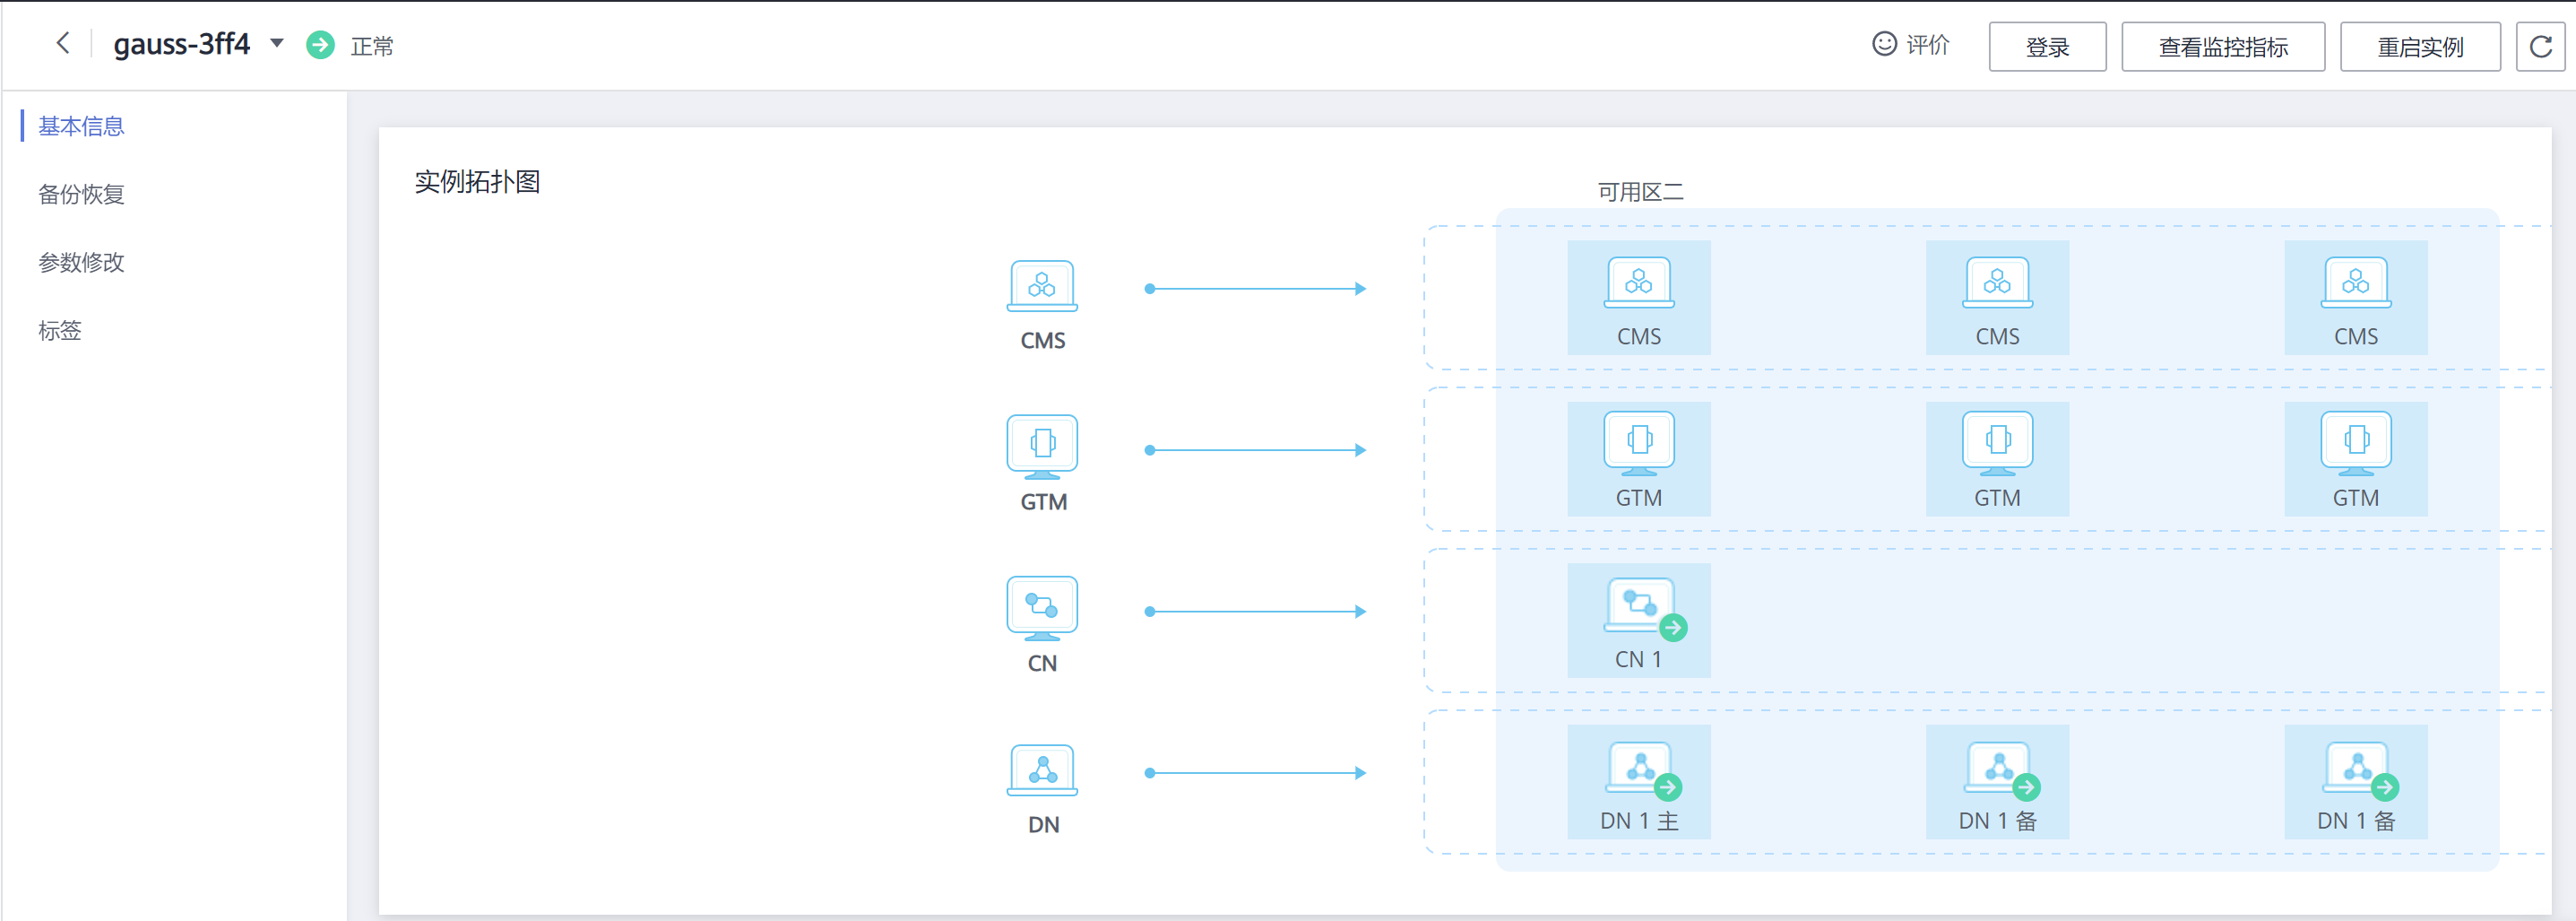 gauss-3ff4 正常 评价 登录 查看监控指标 重启实例
基本信息
备份恢复
参数修改
标签
实例拓扑图
可用区二
CMS CMS CMS CMS
GTM GTM GTM GTM
CN CN 1
DN DN 1 主 DN 1 备 DN 1 备